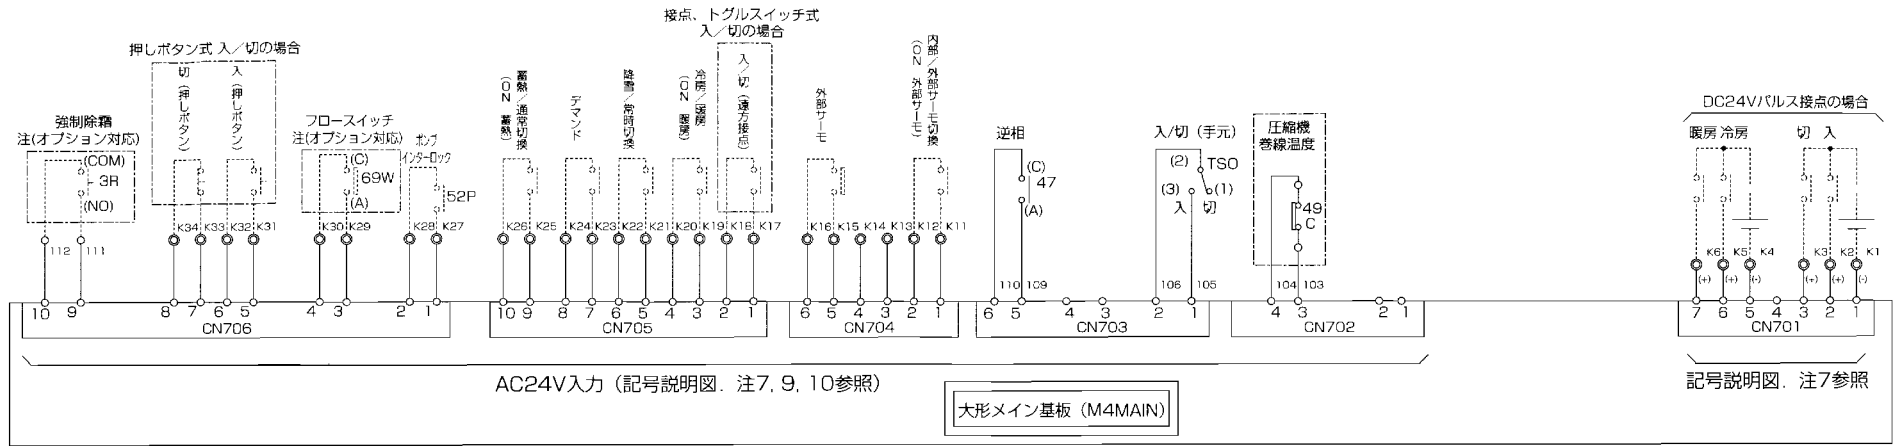 接点、トグルスイッチ式
入／切の場合
押しボタン式 入／切の場合
DC24Vパルス接点の場合
強制除霜
注(オプション対応)
(COM)
3R
(NO)
切（押しボタン）
入（押しボタン）
フロースイッチ
注(オプション対応)
(C)
69W
(A)
ポンプ
インターロック
52P
蓄熱／通常切換
(ON 蓄熱)
デマンド
降雪／常時切換
冷房／暖房
(ON 暖房)
入／切（遠方接点）
外部サーモ
内部／外部サーモ切換
(ON 外部サーモ)
逆相
(C)
47
(A)
入/切（手元）
(2) TSO
(3) (1)
入 切
圧縮機
巻線温度
49
C
暖房 冷房 切 入
112 111 K34 K33 K32 K31 K30 K29 K28 K27 K26 K25 K24 K23 K22 K21 K20 K19 K18 K17 K16 K15 K14 K13 K12 K11 K6 K5 K4 K3 K2 K1
110 109 106 105 104 103
(+) (+) (-) (+) (+) (-)
10 9 8 7 6 5 4 3 2 1
CN706
10 9 8 7 6 5 4 3 2 1
CN705
6 5 4 3 2 1
CN704
6 5 4 3 2 1
CN703
4 3 2 1
CN702
7 6 5 4 3 2 1
CN701
AC24V入力（記号説明図．注7, 9, 10参照）
記号説明図．注7参照
大形メイン基板（M4MAIN）